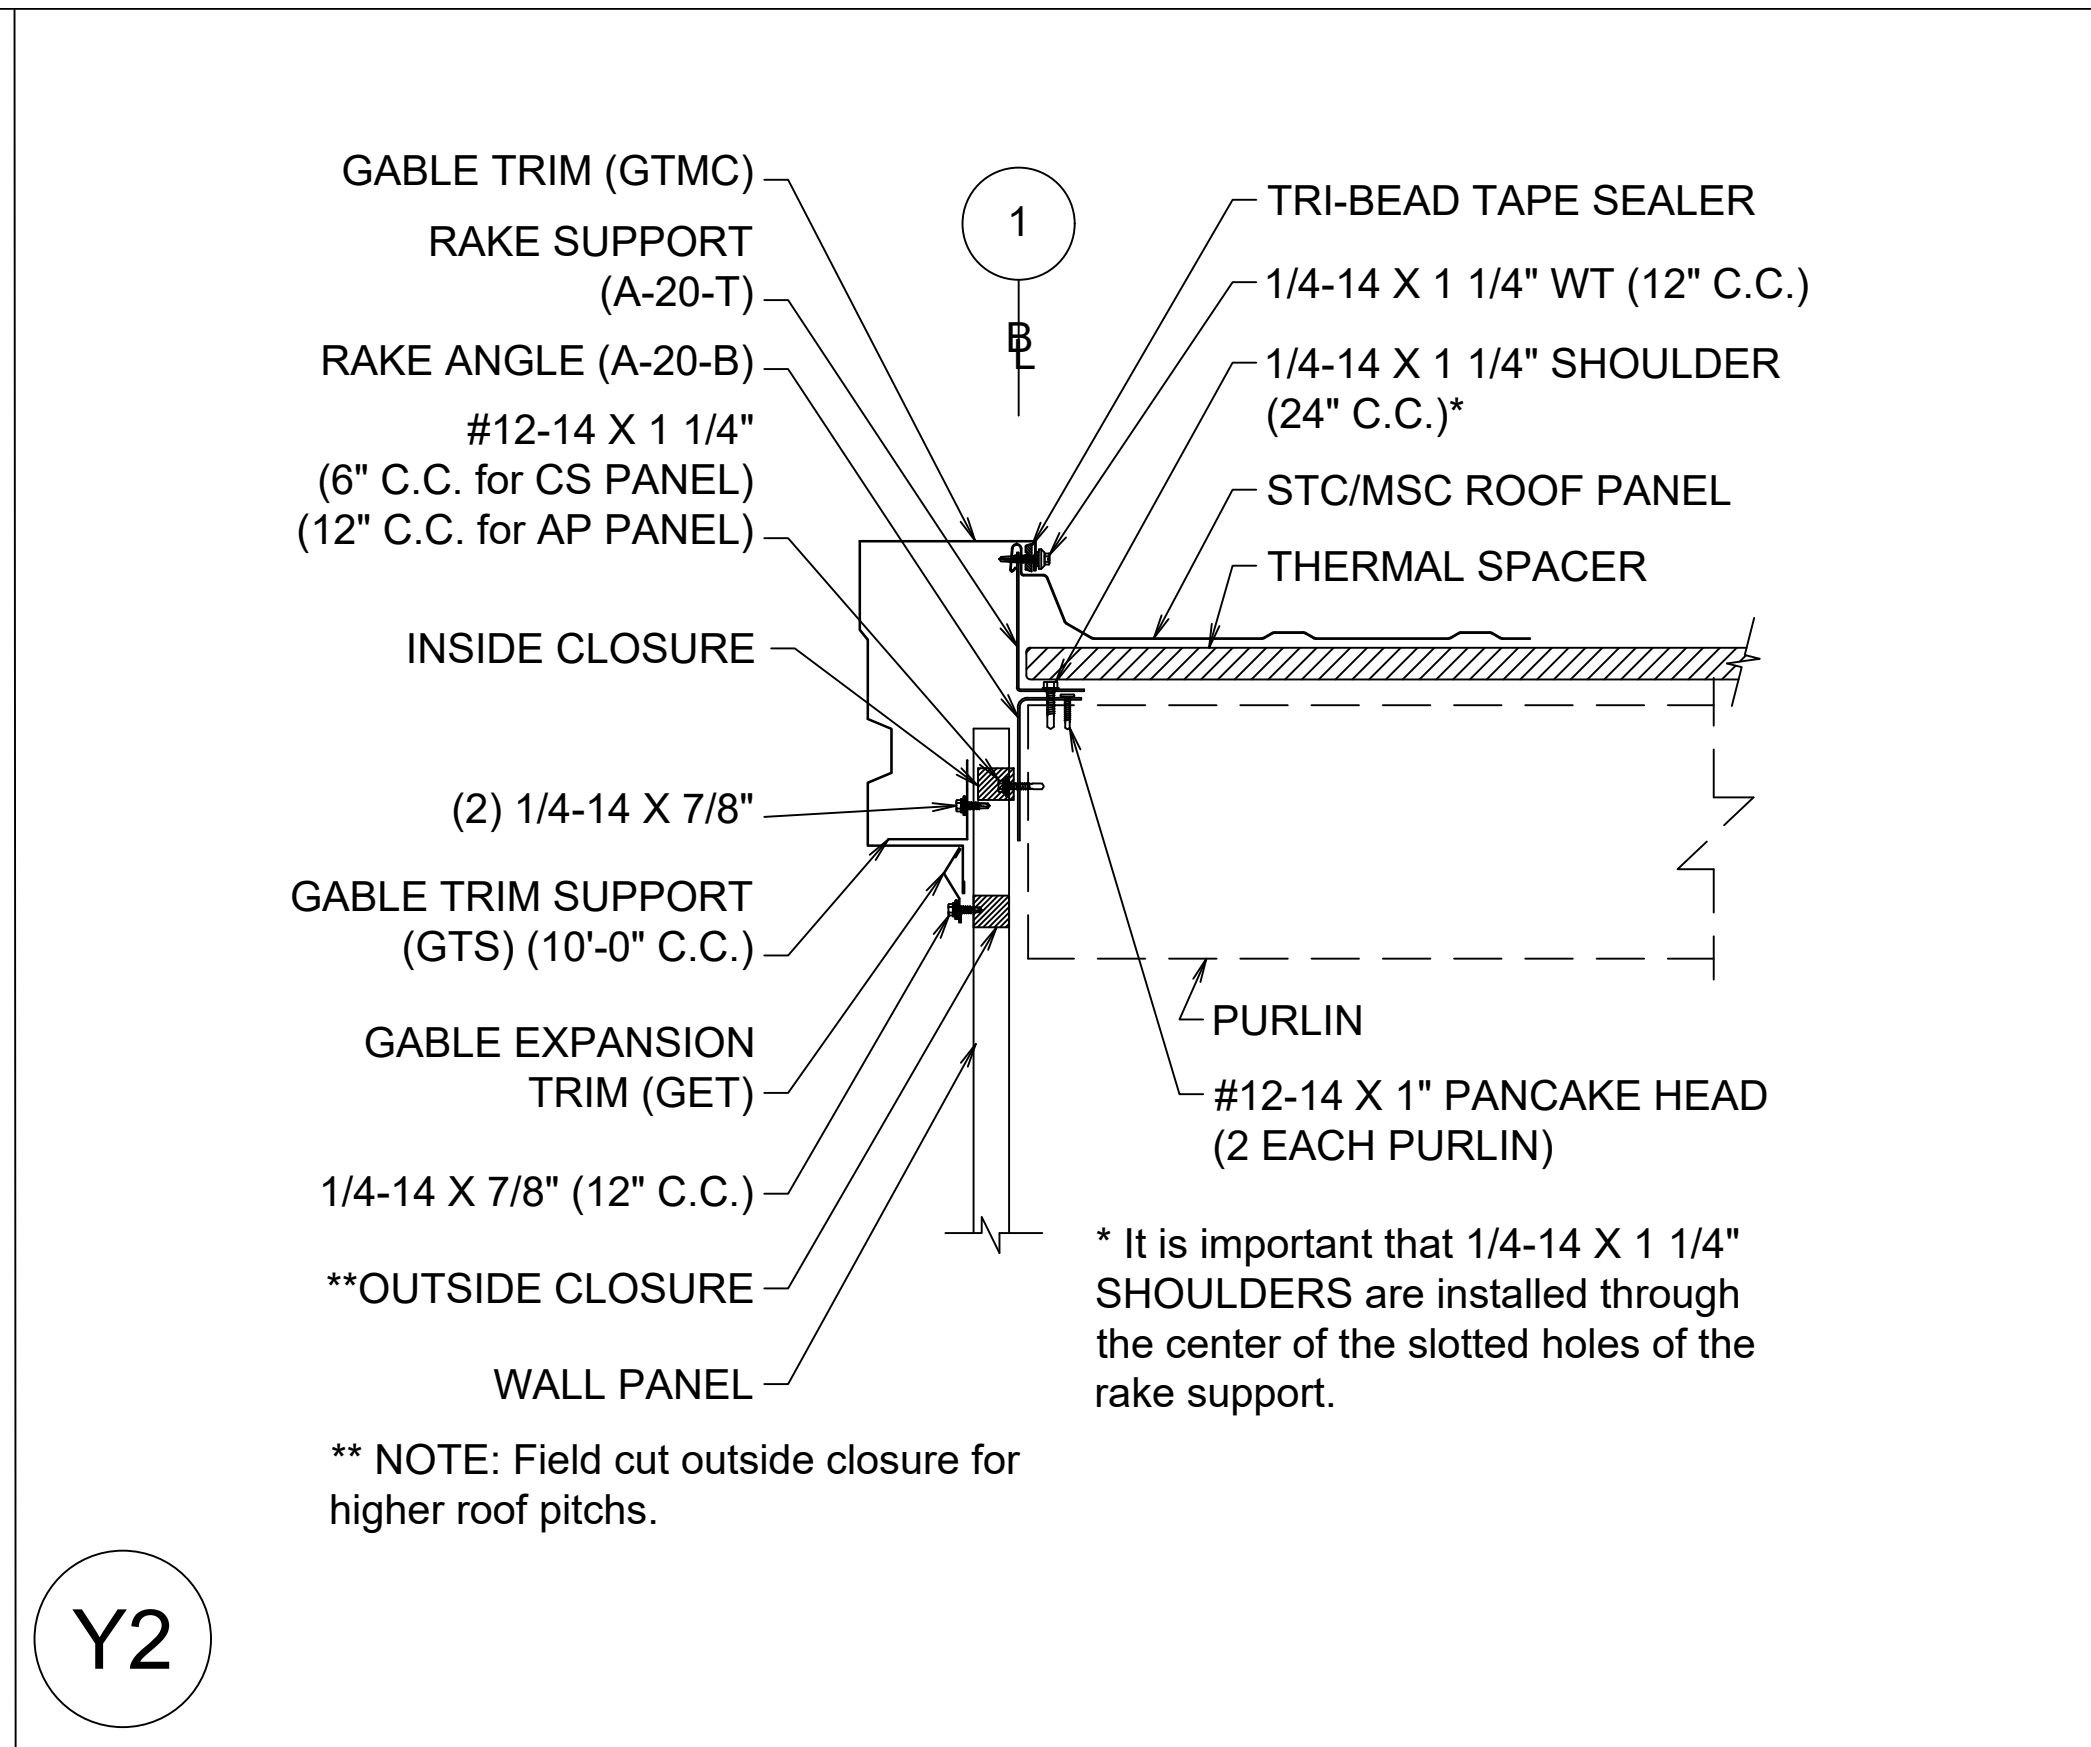 GABLE TRIM (GTMC)
RAKE SUPPORT
(A-20-T)
RAKE ANGLE (A-20-B)
#12-14 X 1 1/4"
(6" C.C. for CS PANEL)
(12" C.C. for AP PANEL)
INSIDE CLOSURE
(2) 1/4-14 X 7/8"
GABLE TRIM SUPPORT
(GTS) (10'-0" C.C.)
GABLE EXPANSION
TRIM (GET)
1/4-14 X 7/8" (12" C.C.)
**OUTSIDE CLOSURE
WALL PANEL
** NOTE: Field cut outside closure for
higher roof pitchs.
1
B
L
TRI-BEAD TAPE SEALER
1/4-14 X 1 1/4" WT (12" C.C.)
1/4-14 X 1 1/4" SHOULDER
(24" C.C.)*
STC/MSC ROOF PANEL
THERMAL SPACER
PURLIN
#12-14 X 1" PANCAKE HEAD
(2 EACH PURLIN)
* It is important that 1/4-14 X 1 1/4"
SHOULDERS are installed through
the center of the slotted holes of the
rake support.
Y2